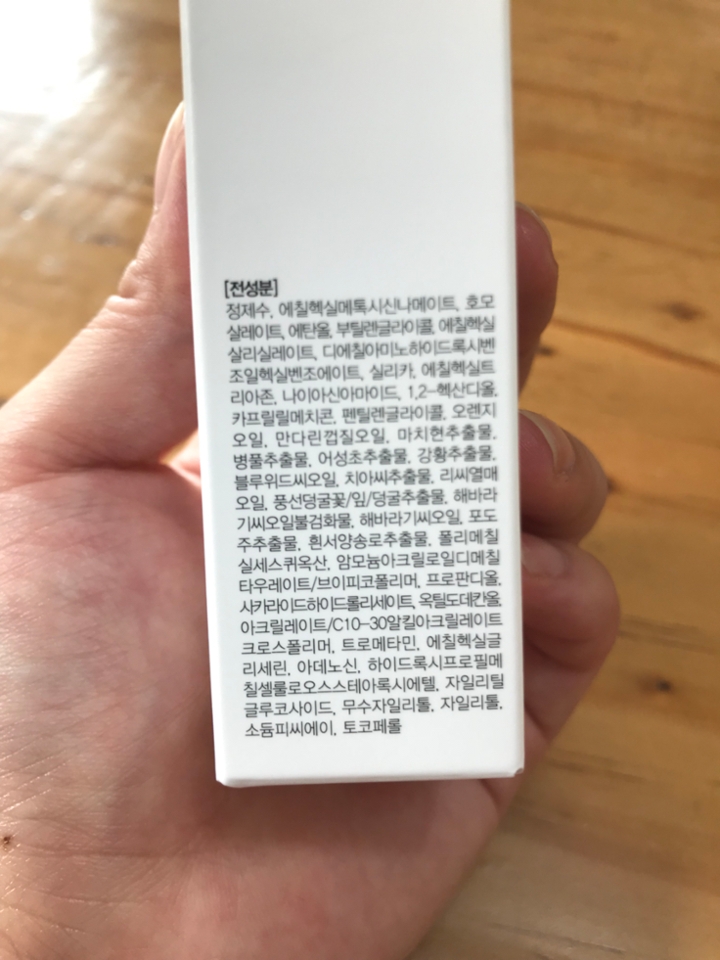 [전성분]
정제수, 에칠헥실메톡시신나메이트, 호모
살레이트, 에탄올, 부틸렌글라이콜, 에칠헥실
살리실레이트, 디에칠아미노하이드록시벤
조일헥실벤조에이트, 실리카, 에칠헥실트
리아존, 나이아신아마이드, 1,2-헥산디올,
카프릴릴메치콘, 펜틸렌글라이콜, 오렌지
오일, 만다린껍질오일, 마치현추출물,
병풀추출물, 어성초추출물, 강황추출물,
블루위드씨오일, 치아씨추출물, 리씨열매
오일, 풍선덩굴꽃/잎/덩굴추출물, 해바라
기씨오일불검화물, 해바라기씨오일, 포도
주추출물, 흰서양송로추출물, 폴리메칠
실세스퀴옥산, 암모늄아크릴로일디메칠
타우레이트/브이피코폴리머, 프로판디올,
사카라이드하이드롤리세이트, 옥틸도데칸올,
아크릴레이트/C10-30알킬아크릴레이트
크로스폴리머, 트로메타민, 에칠헥실글
리세린, 아데노신, 하이드록시프로필메
칠셀룰로오스스테아록시에텔, 자일리틸
글루코사이드, 무수자일리톨, 자일리톨,
소듐피씨에이, 토코페롤